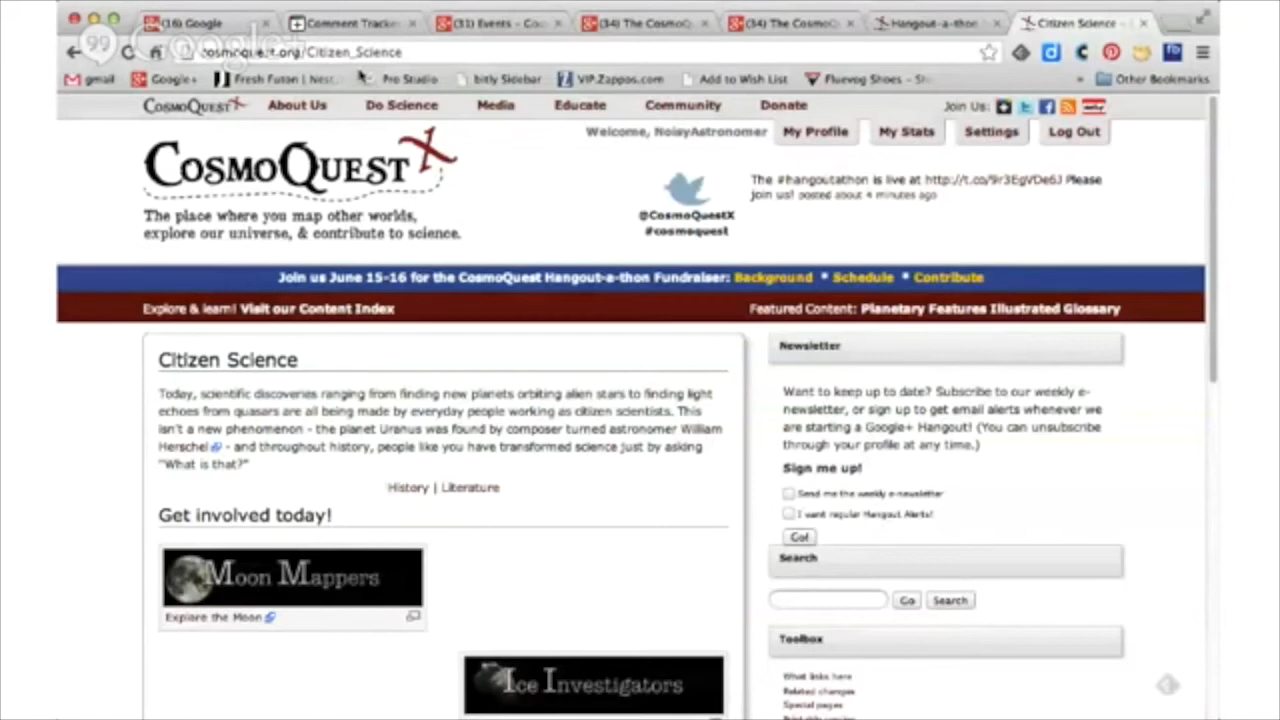 (16) Google
Comment Tracke
(31) Events - Co
(34) The CosmoQ
(34) The CosmoQ
Hangout-a-thon
Citizen Science -
Google+
cosmoquest.org/Citizen_Science
gmail
Google+
Fresh Futon | Nest
Pro Studio
bitly Sidebar
VIP.Zappos.com
Add to Wish List
Fluevog Shoes - Sh
Other Bookmarks
COSMOQUEST X
About Us
Do Science
Media
Educate
Community
Donate
Join Us:
Welcome, NoisyAstronomer
My Profile
My Stats
Settings
Log Out
COSMOQUEST X
The place where you map other worlds,
explore our universe, & contribute to science.
@CosmoQuestX
#cosmoquest
The #hangoutathon is live at http://t.co/9r3EgVDe6J Please
join us! posted about 4 minutes ago
Join us June 15-16 for the CosmoQuest Hangout-a-thon Fundraiser: Background * Schedule * Contribute
Explore & learn! Visit our Content Index
Featured Content: Planetary Features Illustrated Glossary
Citizen Science
Today, scientific discoveries ranging from finding new planets orbiting alien stars to finding light
echoes from quasars are all being made by everyday people working as citizen scientists. This
isn't a new phenomenon - the planet Uranus was found by composer turned astronomer William
Herschel - and throughout history, people like you have transformed science just by asking
"What is that?"
History | Literature
Get involved today!
Moon Mappers
Explore the Moon
Ice Investigators
Newsletter
Want to keep up to date? Subscribe to our weekly e-
newsletter, or sign up to get email alerts whenever we
are starting a Google+ Hangout! (You can unsubscribe
through your profile at any time.)
Sign me up!
Send me the weekly e-newsletter
I want regular Hangout Alerts!
Go!
Search
Go
Search
Toolbox
What links here
Related changes
Special pages